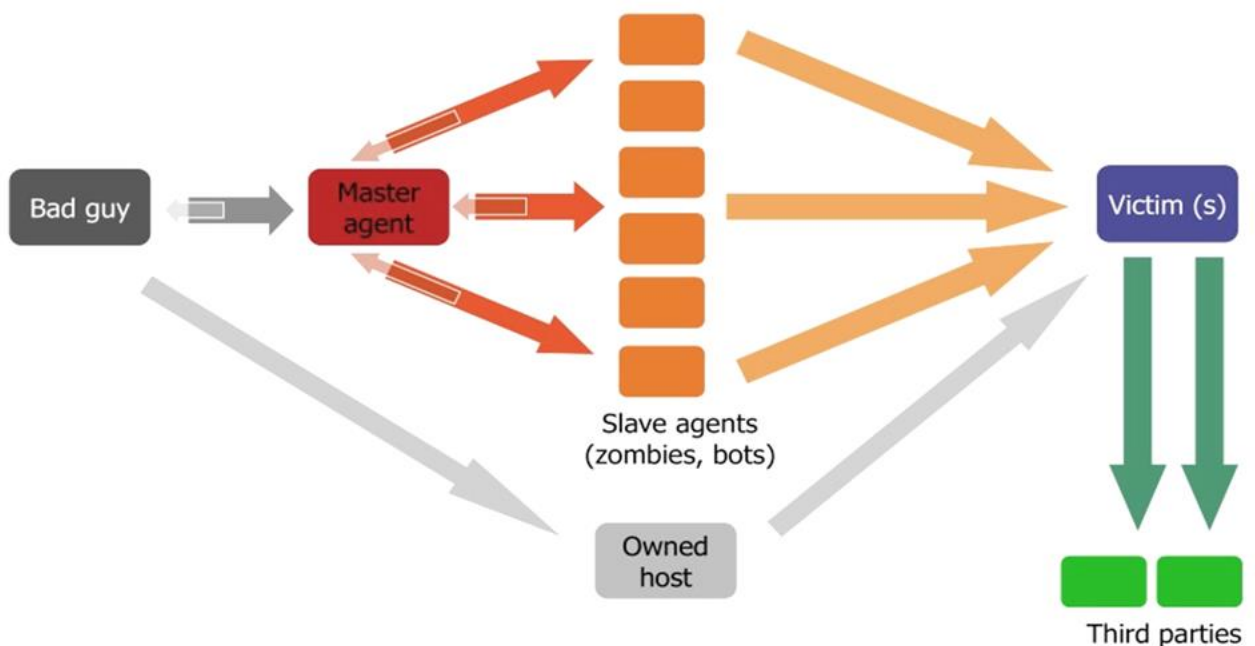 Bad guy
Master
agent
Victim (s)
Slave agents
(zombies, bots)
Owned
host
Third parties